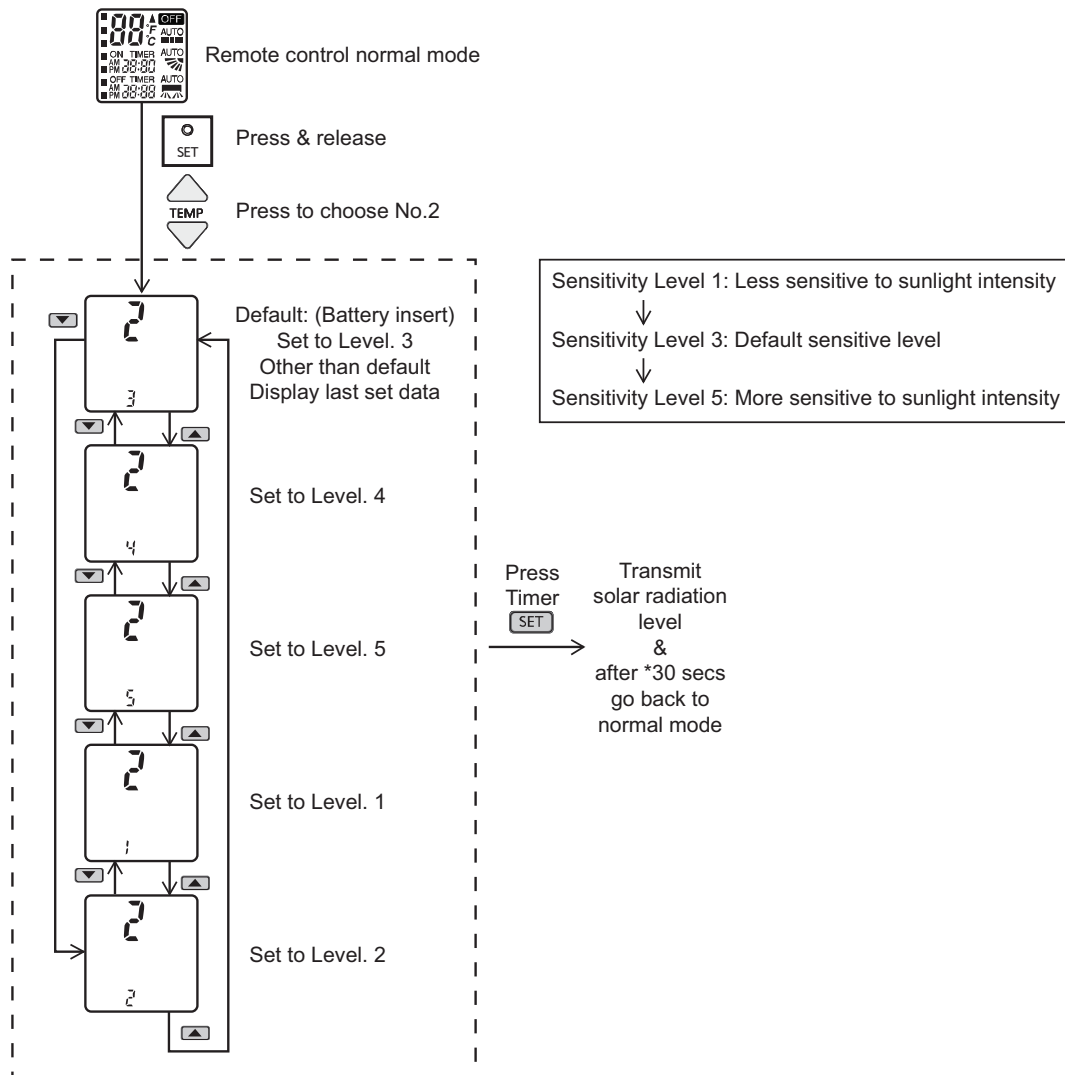 88 °F °C OFF
AUTO
ON TIMER AUTO
AM PM 88:88
OFF TIMER AUTO
AM PM 88:88
Remote control normal mode
SET
Press & release
TEMP
Press to choose No.2
2
3
Default: (Battery insert)
Set to Level. 3
Other than default
Display last set data
2
4
Set to Level. 4
2
5
Set to Level. 5
2
1
Set to Level. 1
2
2
Set to Level. 2
Press
Timer
SET
Transmit
solar radiation
level
&
after *30 secs
go back to
normal mode
Sensitivity Level 1: Less sensitive to sunlight intensity
Sensitivity Level 3: Default sensitive level
Sensitivity Level 5: More sensitive to sunlight intensity